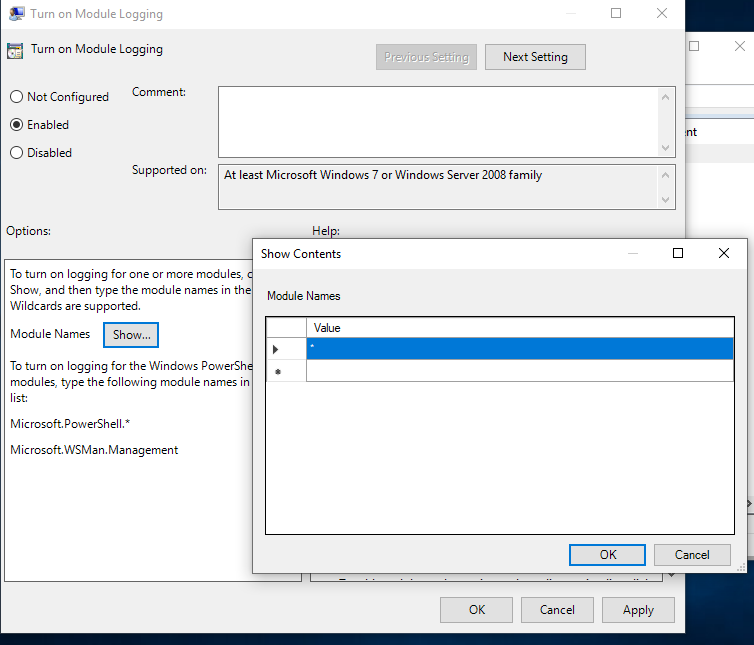 Turn on Module Logging
Turn on Module Logging
Previous Setting
Next Setting
Not Configured
Comment:
Enabled
Disabled
Supported on:
At least Microsoft Windows 7 or Windows Server 2008 family
Options:
Help:
To turn on logging for one or more modules, c
Show, and then type the module names in the
Wildcards are supported.
Module Names
Show...
To turn on logging for the Windows PowerShe
modules, type the following module names in
list:
Microsoft.PowerShell.*
Microsoft.WSMan.Management
Show Contents
Module Names
Value
*
OK
Cancel
OK
Cancel
Apply
ent